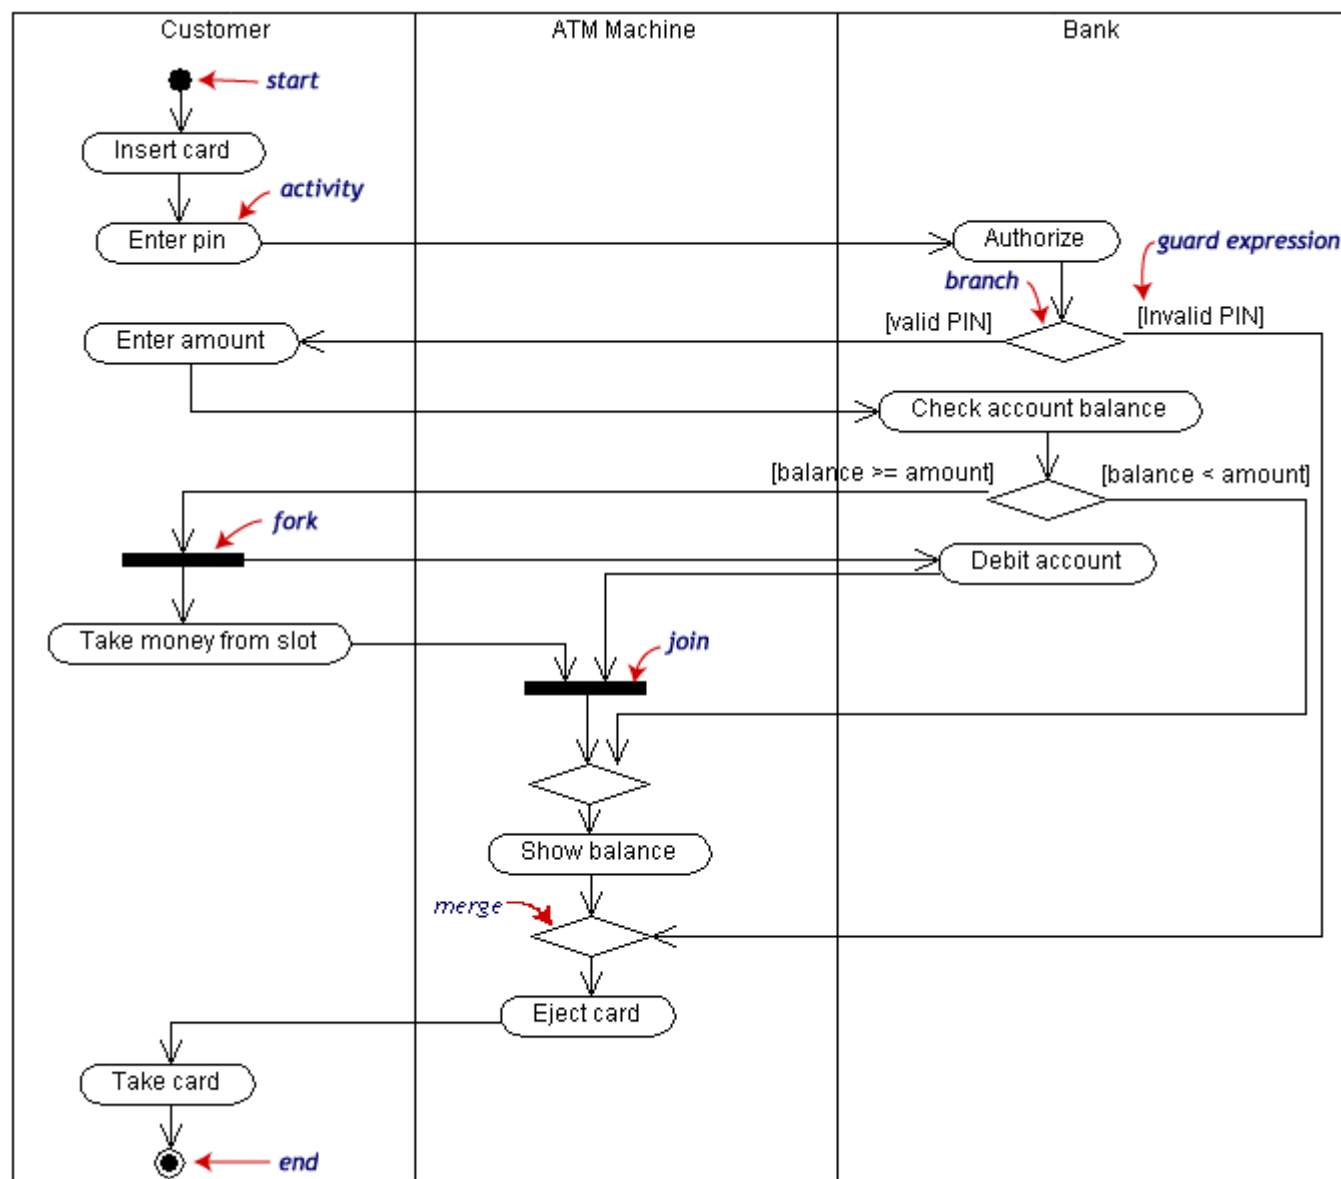 Customer
ATM Machine
Bank
start
Insert card
activity
Enter pin
Authorize
guard expression
branch
[valid PIN]
[Invalid PIN]
Enter amount
Check account balance
[balance >= amount]
[balance < amount]
fork
Debit account
Take money from slot
join
Show balance
merge
Eject card
Take card
end